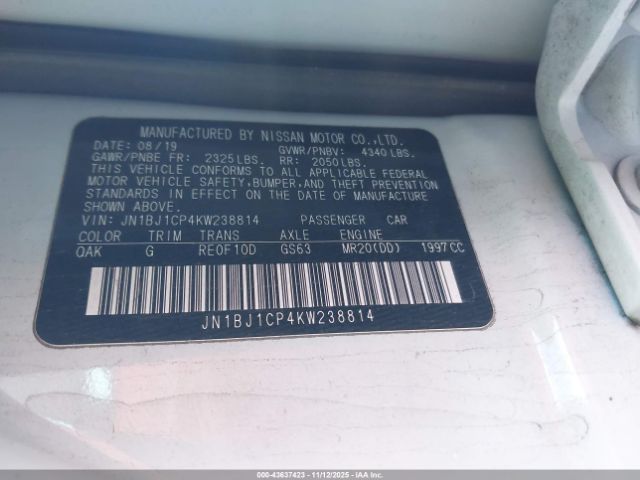 MANUFACTURED BY NISSAN MOTOR CO.,LTD.
DATE: 08/19 GVWR/PNBV: 4340 LBS.
GAWR/PNBE FR: 2325 LBS. RR: 2050 LBS.
THIS VEHICLE CONFORMS TO ALL APPLICABLE FEDERAL
MOTOR VEHICLE SAFETY, BUMPER, AND THEFT PREVENTION
STANDARDS IN EFFECT ON THE DATE OF MANUFACTURE
SHOWN ABOVE.
VIN: JN1BJ1CP4KW238814 PASSENGER CAR
COLOR TRIM TRANS AXLE ENGINE
QAK G RE0F10D GS63 MR20(DD) 1997CC
JN1BJ1CP4KW238814
000-43637423 - 11/12/2025 - IAAI.com